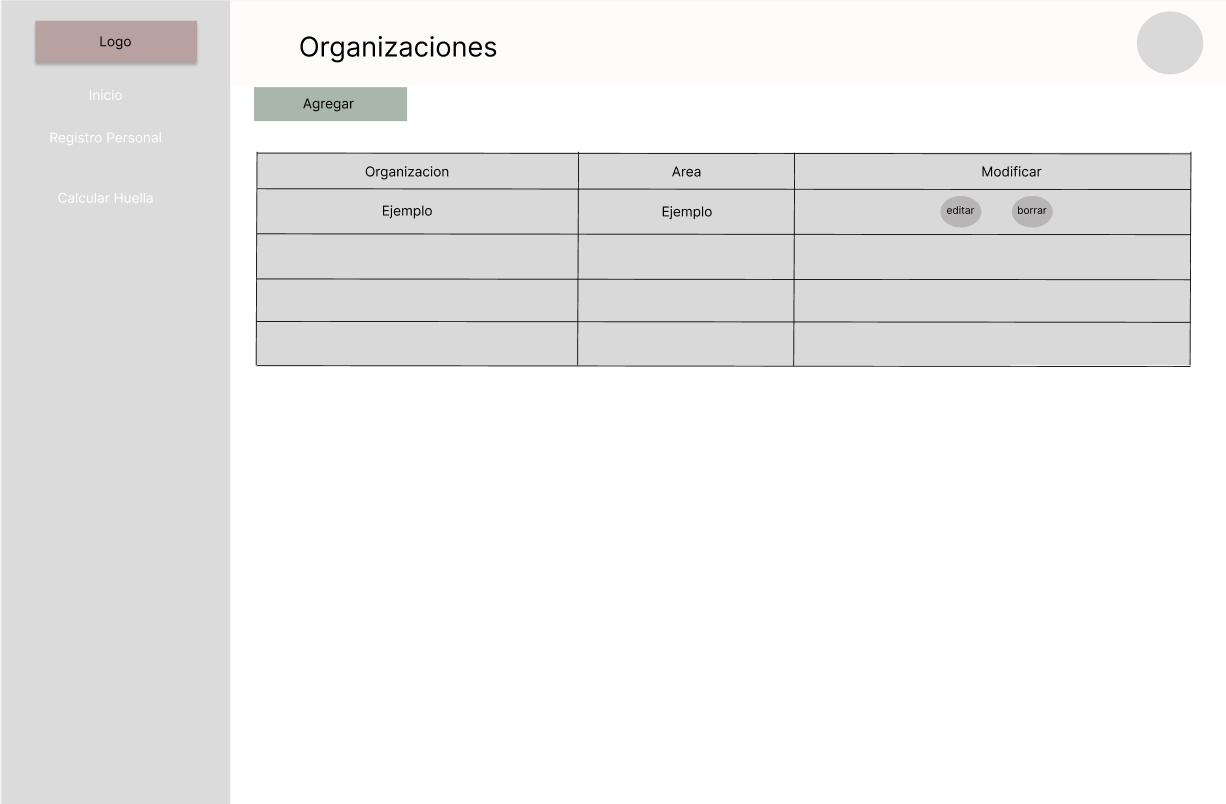 Logo
Inicio
Registro Personal
Calcular Huella
Organizaciones
Agregar
Organizacion Area Modificar
Ejemplo Ejemplo editar borrar